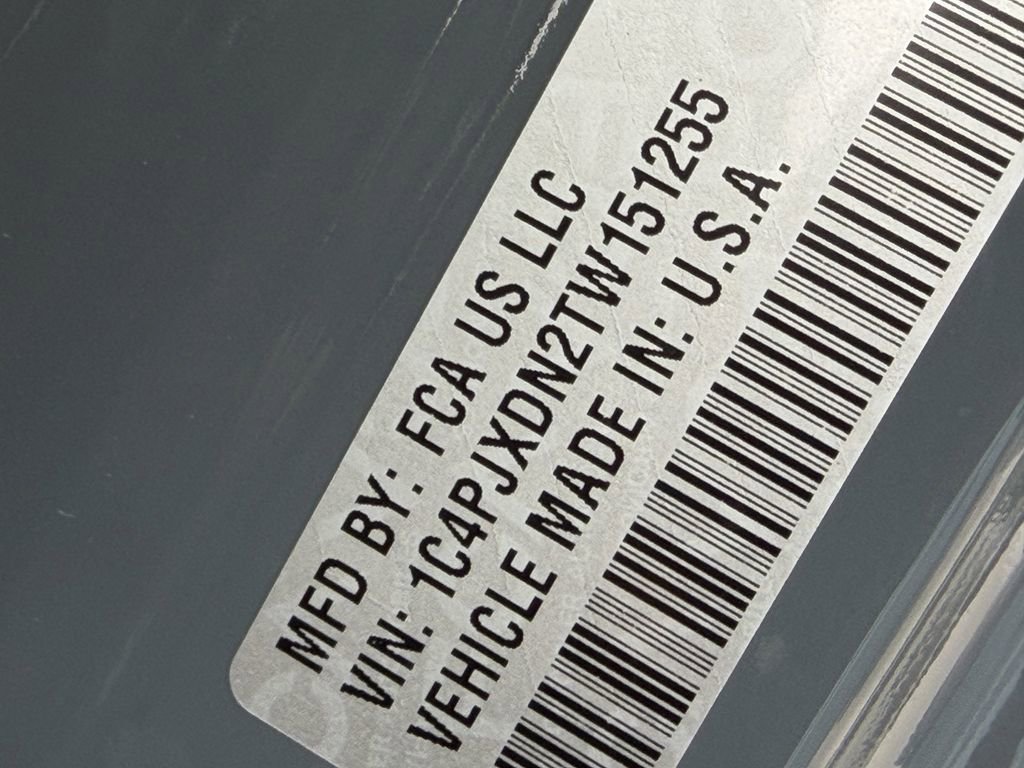 MFD BY: FCA US LLC
VIN: 1C4PJXDN2TW151255
VEHICLE MADE IN: U.S.A.